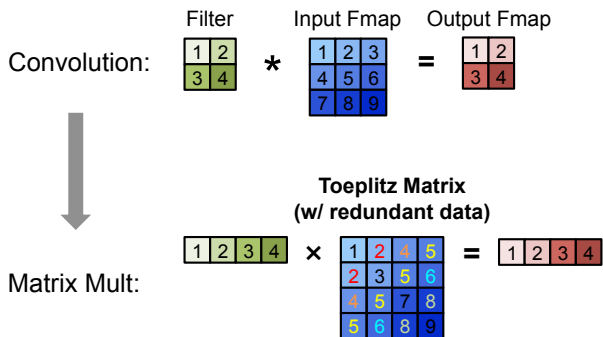 Filter Input Fmap Output Fmap
Convolution:
1 2 * 1 2 3 = 1 2
3 4 4 5 6 3 4
7 8 9
Toeplitz Matrix
(w/ redundant data)
1 2 3 4 × 1 2 4 5 = 1 2 3 4
2 3 5 6
4 5 7 8
5 6 8 9
Matrix Mult: